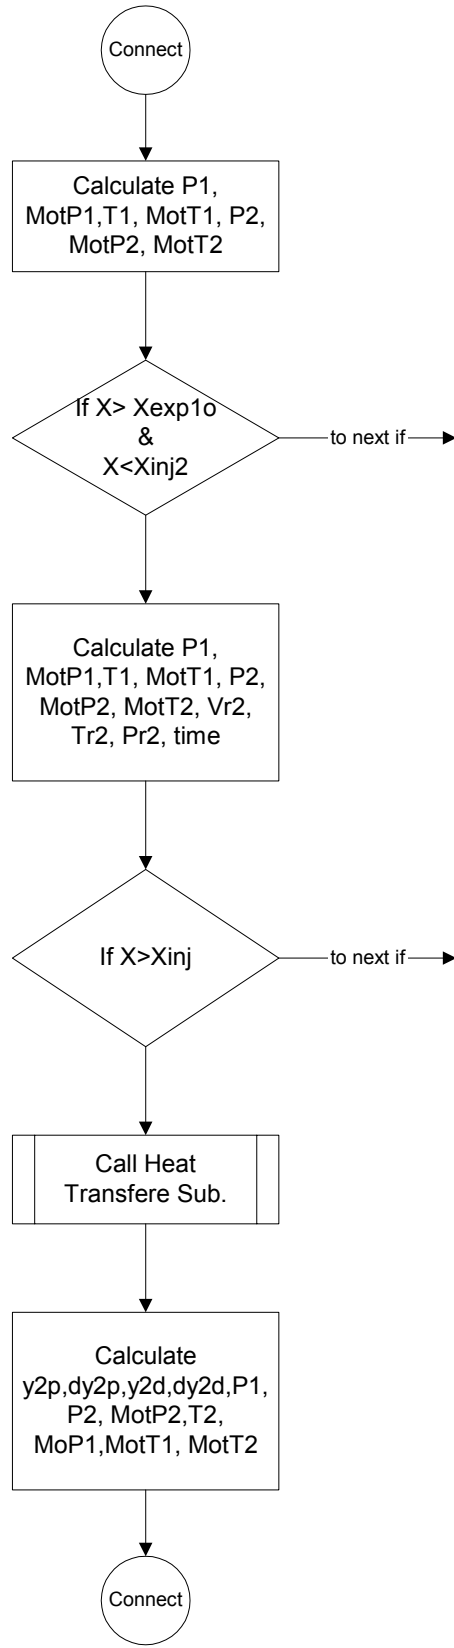 Connect
Calculate P1,
MotP1,T1, MotT1, P2,
MotP2, MotT2
If X> Xexp1o
&
X<Xinj2
to next if
Calculate P1,
MotP1,T1, MotT1, P2,
MotP2, MotT2, Vr2,
Tr2, Pr2, time
If X>Xinj
to next if
Call Heat
Transfere Sub.
Calculate
y2p,dy2p,y2d,dy2d,P1,
P2, MotP2,T2,
MoP1,MotT1, MotT2
Connect